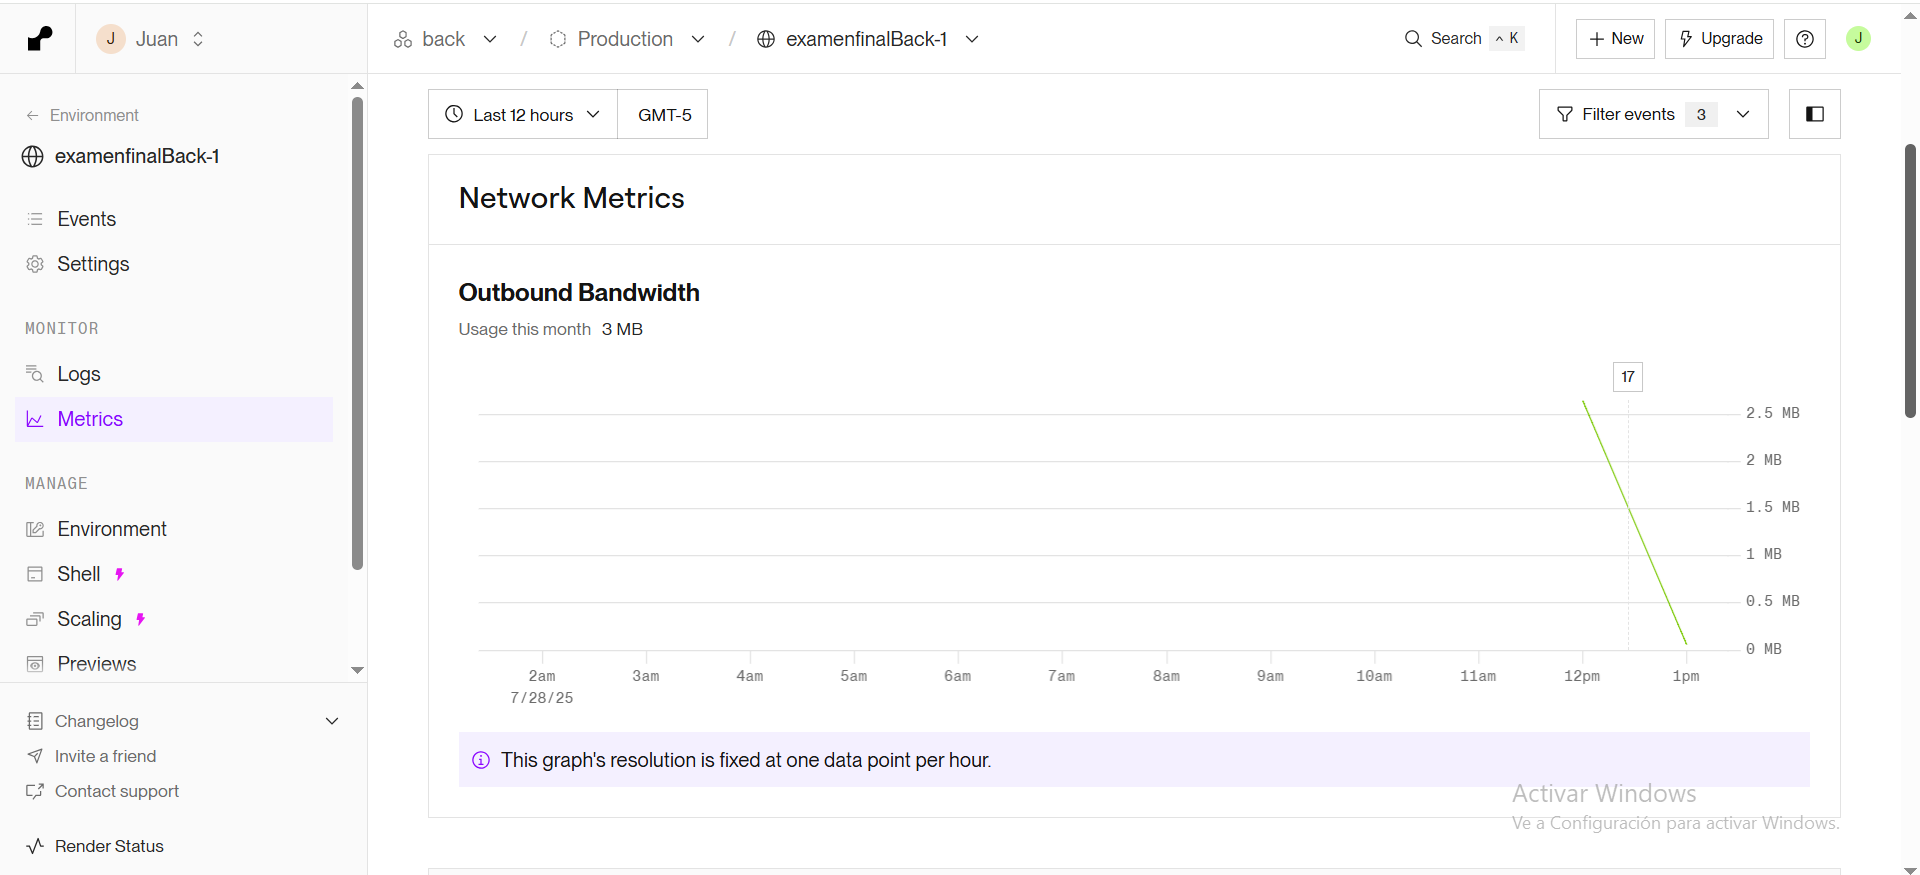 J Juan
back / Production / examenfinalBack-1
Search ^ K
+ New
Upgrade
J
Environment
examenfinalBack-1
Events
Settings
MONITOR
Logs
Metrics
MANAGE
Environment
Shell
Scaling
Previews
Changelog
Invite a friend
Contact support
Render Status
Last 12 hours
GMT-5
Filter events 3
Network Metrics
Outbound Bandwidth
Usage this month 3 MB
17
2.5 MB
2 MB
1.5 MB
1 MB
0.5 MB
0 MB
2am 3am 4am 5am 6am 7am 8am 9am 10am 11am 12pm 1pm
7/28/25
This graph's resolution is fixed at one data point per hour.
Activar Windows
Ve a Configuración para activar Windows.